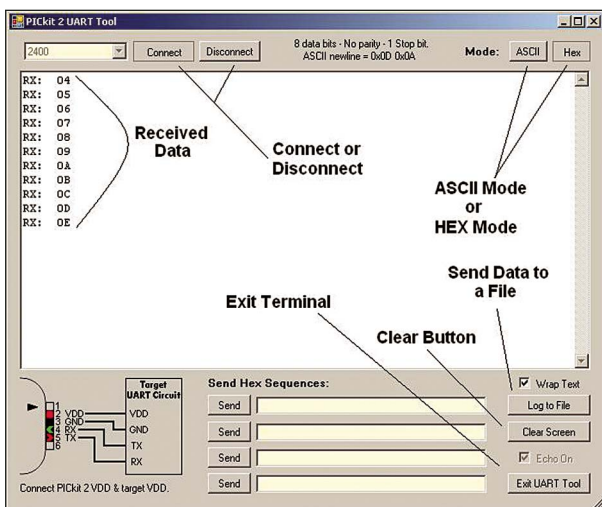 PICkit 2 UART Tool
2400
Connect
Disconnect
8 data bits - No parity - 1 Stop bit.
ASCII newline = 0x0D 0x0A
Mode:
ASCII
Hex
RX: 04
RX: 05
RX: 06
RX: 07
RX: 08
RX: 09
RX: 0A
RX: 0B
RX: 0C
RX: 0D
RX: 0E
Received
Data
Connect or
Disconnect
ASCII Mode
or
HEX Mode
Send Data to
a File
Exit Terminal
Clear Button
Target
UART Circuit
1
2 VDD
3 GND
4 RX
5 TX
6
VDD
GND
TX
RX
Connect PICkit 2 VDD & target VDD.
Send Hex Sequences:
Send
Send
Send
Send
Wrap Text
Log to File
Clear Screen
Echo On
Exit UART Tool